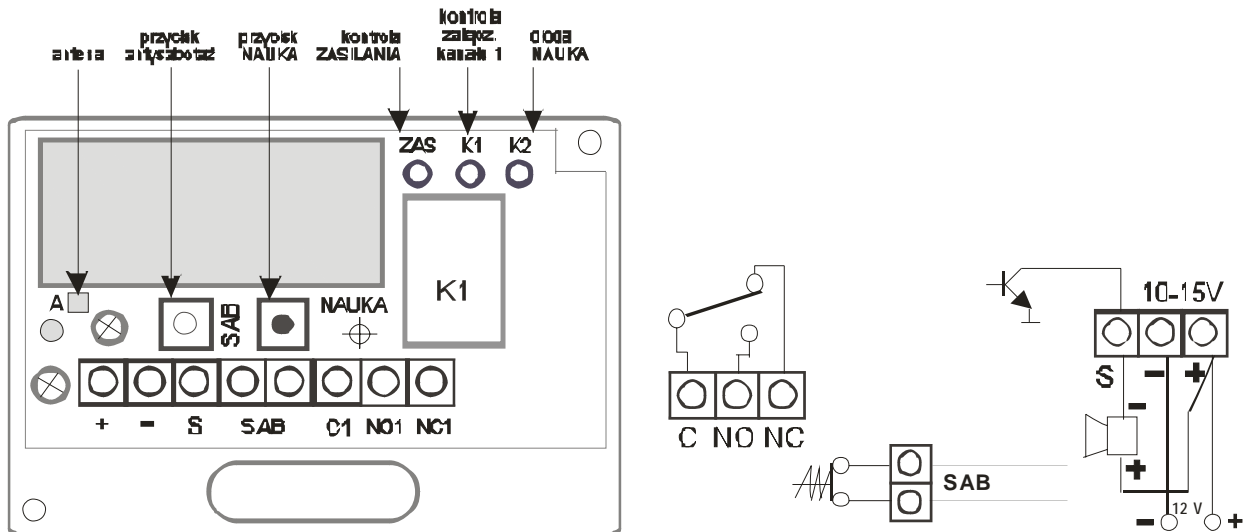 antena
przycisk
antysabotaż
przycisk
NAUKA
kontrola
ZASILANIA
kontrola
załącz.
kanału 1
dioda
NAUKA
ZAS K1 K2
K1
A
SAB
NAUKA
+ - S SAB C1 NO1 NC1
C NO NC
SAB
10-15V
S - +
-
+
- 12 V +